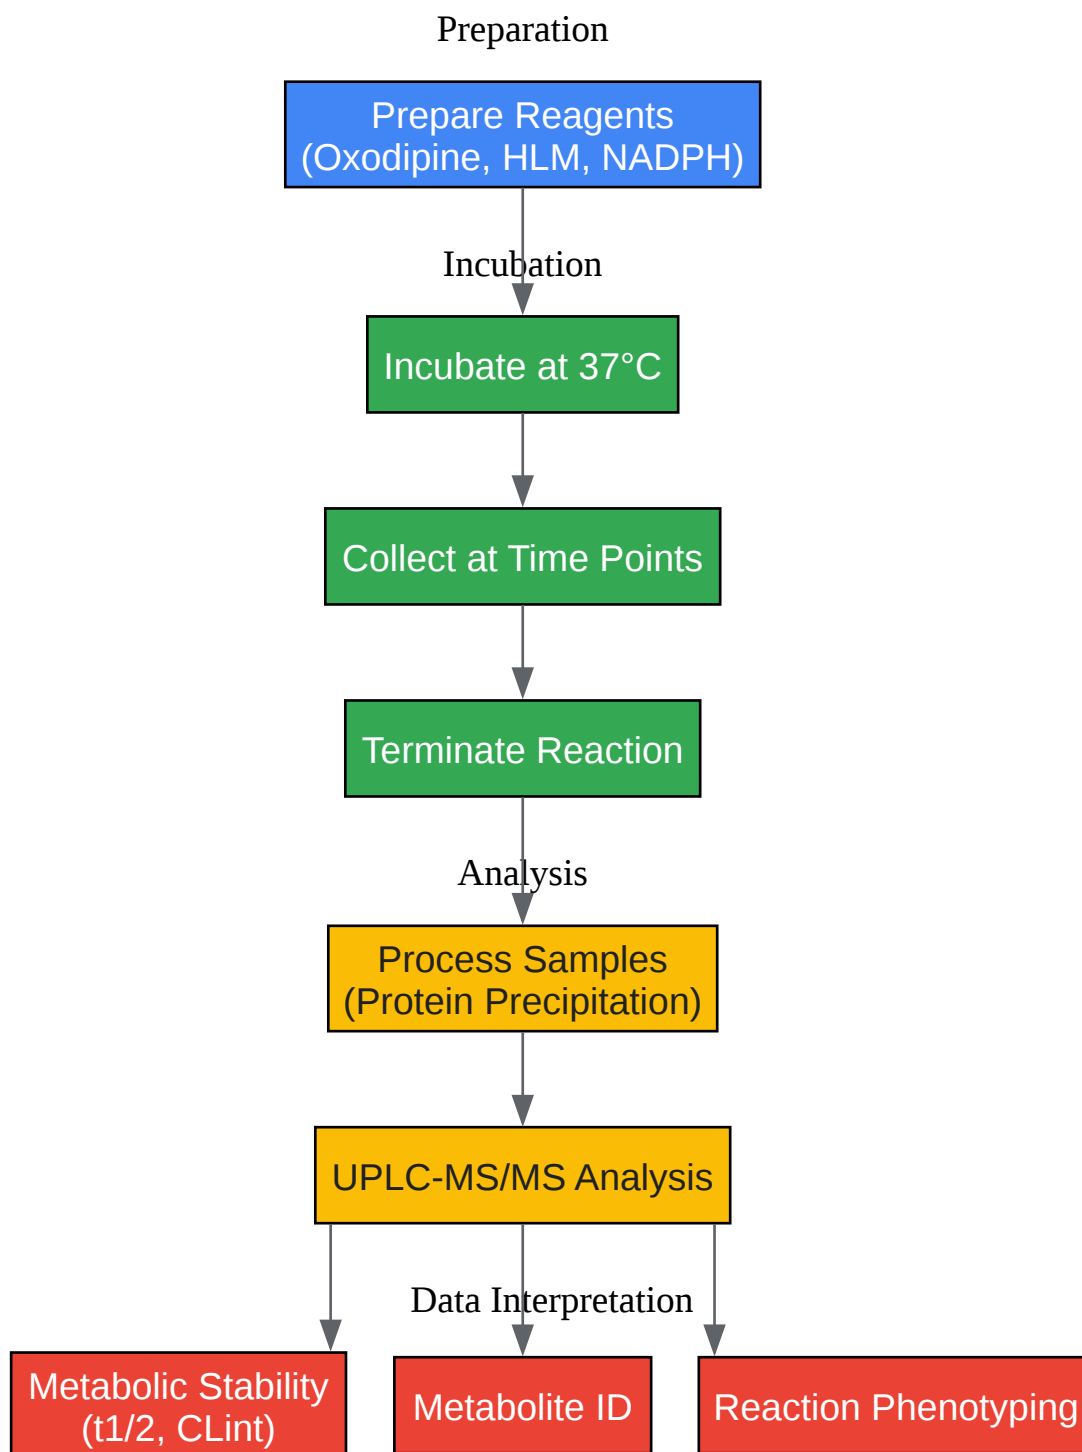 Preparation
Prepare Reagents
(Oxodipine, HLM, NADPH)
Incubation
Incubate at 37°C
Collect at Time Points
Terminate Reaction
Analysis
Process Samples
(Protein Precipitation)
UPLC-MS/MS Analysis
Data Interpretation
Metabolic Stability
(t1/2, CLint)
Metabolite ID
Reaction Phenotyping